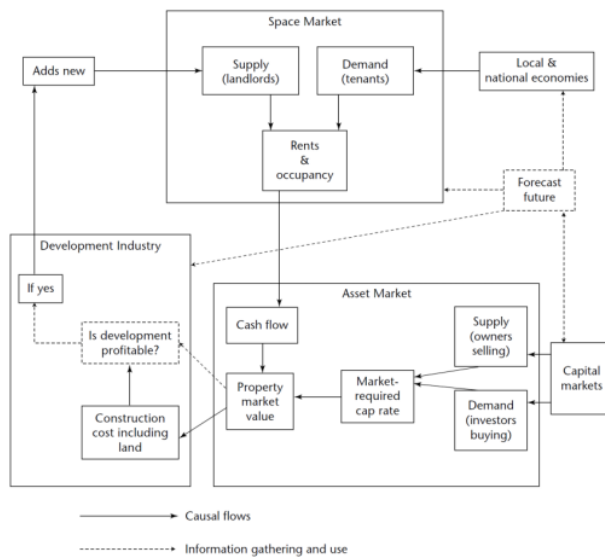 Space Market
Adds new
Supply
(landlords)
Demand
(tenants)
Local &
national economies
Rents
&
occupancy
Forecast
future
Development Industry
If yes
Is development
profitable?
Construction
cost including
land
Asset Market
Cash flow
Property
market
value
Market-
required
cap rate
Supply
(owners
selling)
Demand
(investors
buying)
Capital
markets
Causal flows
Information gathering and use